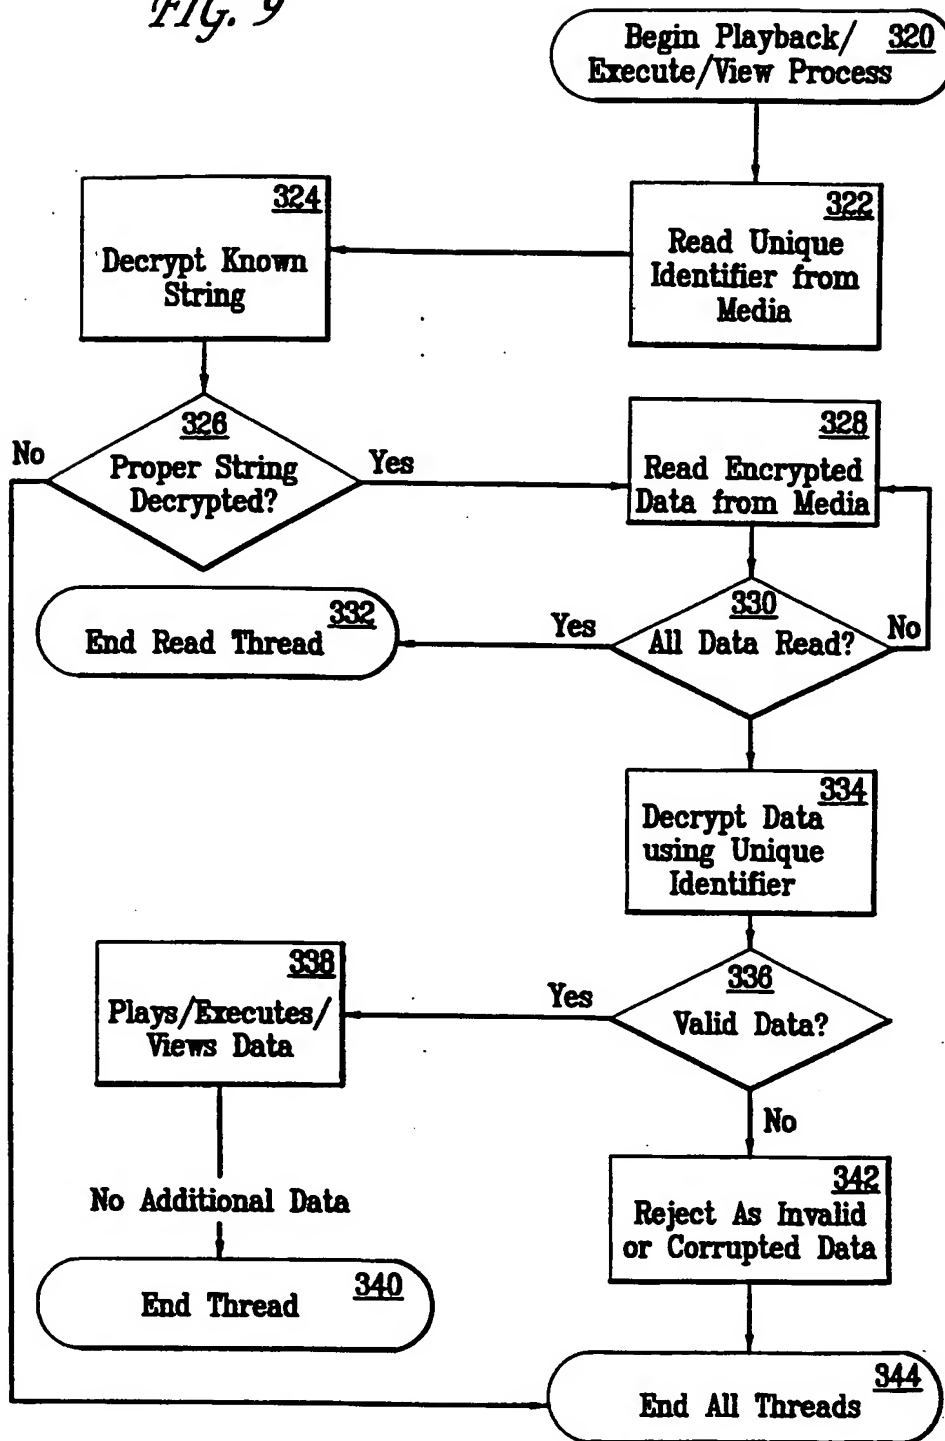 FIG. 9
Begin Playback/ 320
Execute/View Process
324
Decrypt Known
String
322
Read Unique
Identifier from
Media
326
Proper String
Decrypted?
No
Yes
328
Read Encrypted
Data from Media
332
End Read Thread
Yes
330
All Data Read?
No
334
Decrypt Data
using Unique
Identifier
338
Plays/Executes/
Views Data
Yes
336
Valid Data?
No
No Additional Data
342
Reject As Invalid
or Corrupted Data
340
End Thread
344
End All Threads